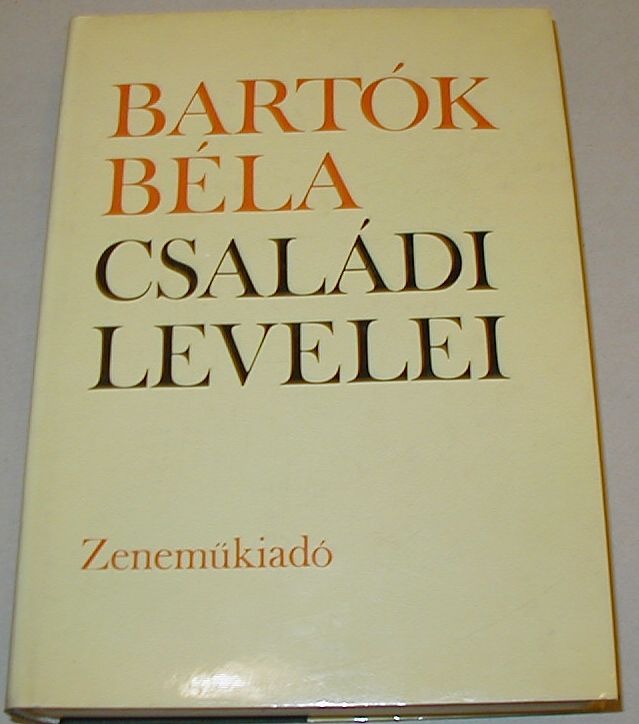 BARTÓK
BÉLA
CSALÁDI
LEVELEI
Zeneműkiadó